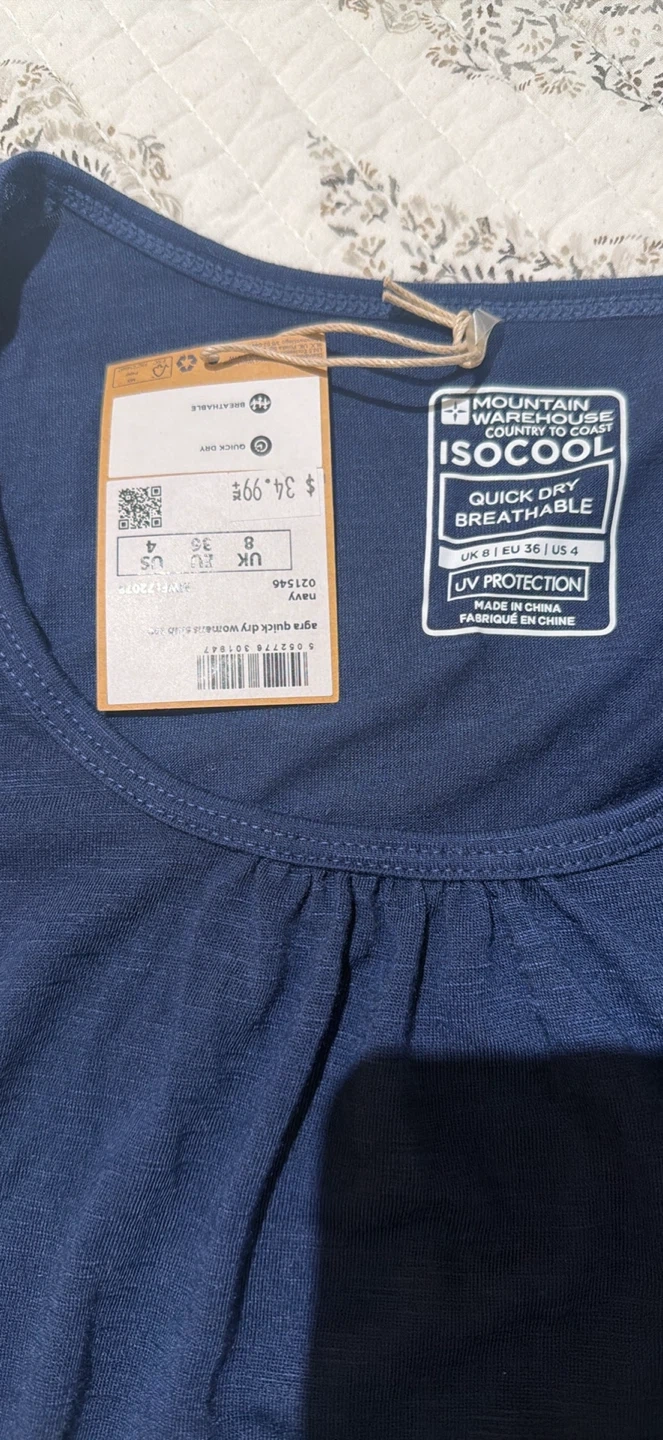 MOUNTAIN
WAREHOUSE
COUNTRY TO COAST
ISOCOOL
QUICK DRY
BREATHABLE
UK 8 | EU 36 | US 4
UV PROTECTION
MADE IN CHINA
FABRIQUÉ EN CHINE
5 052776 301847
agra quick dry womens
navy
021546
UK EU US
8 36 4
$ 34.99
QUICK DRY
BREATHABLE